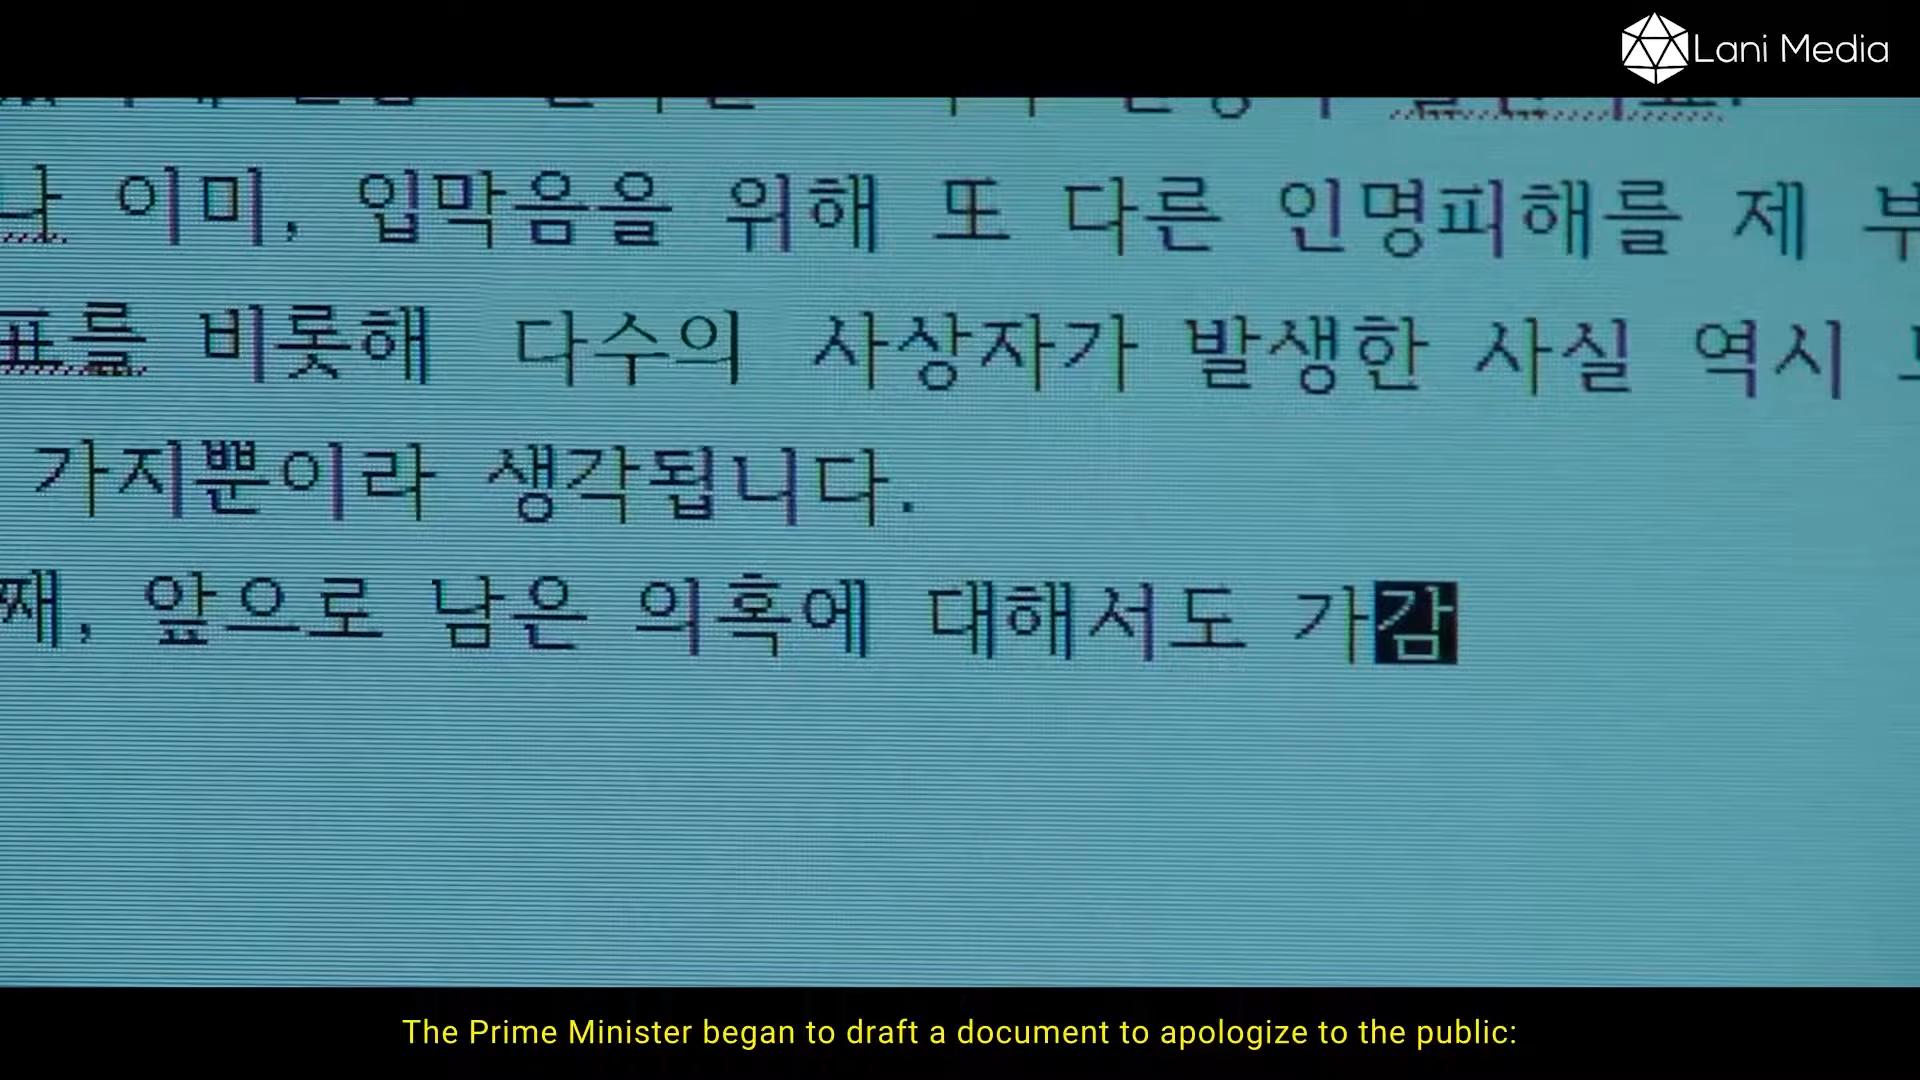 Lani Media
이미, 입막음을 위해 또 다른 인명피해를 제
를 비롯해 다수의 사상자가 발생한 사실 역시
가지뿐이라 생각됩니다.
째, 앞으로 남은 의혹에 대해서도 가감
The Prime Minister began to draft a document to apologize to the public: